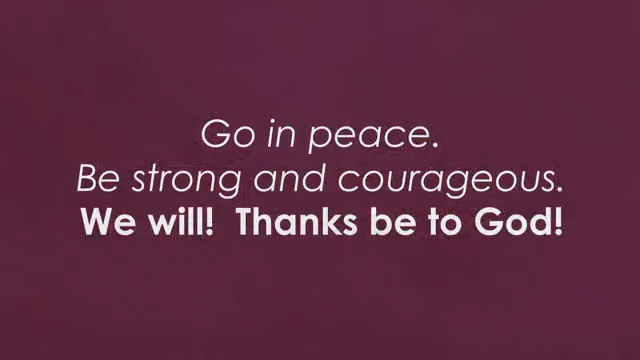 Go in peace.
Be strong and courageous.
We will!  Thanks be to God!